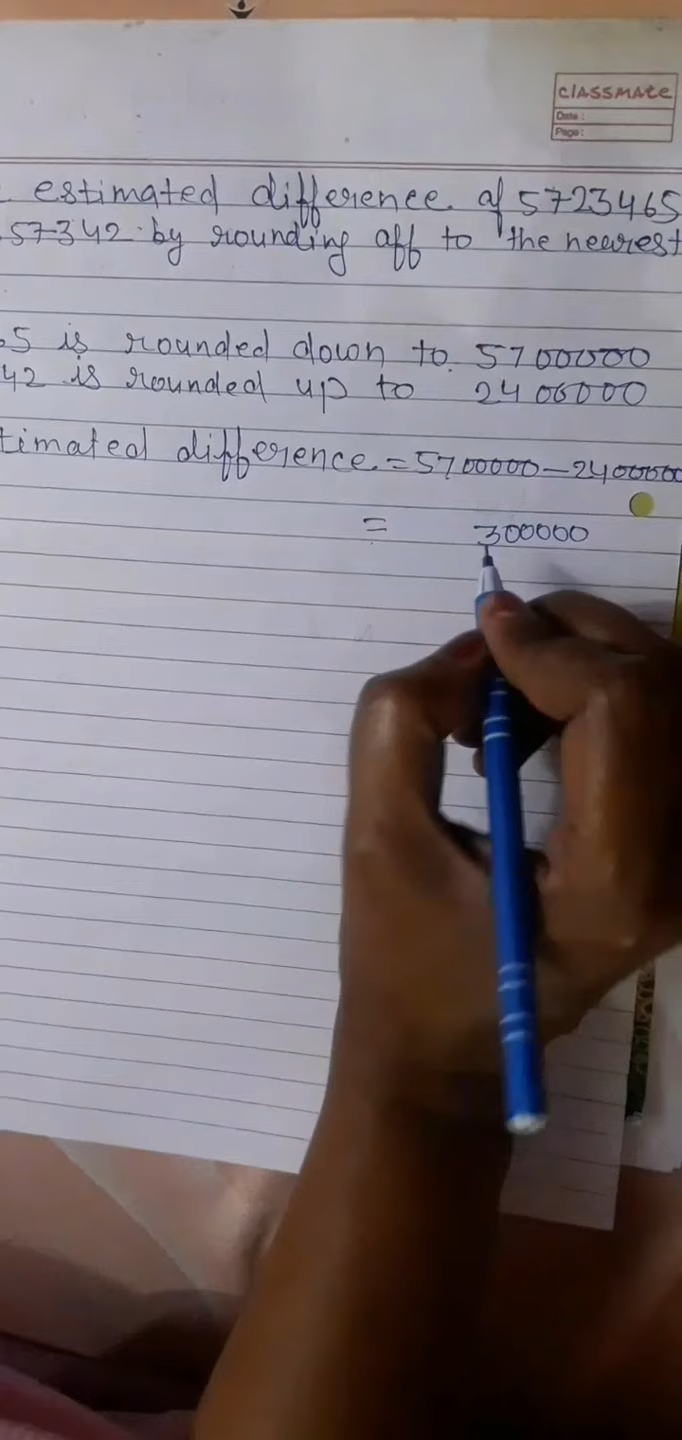 CLASSMATE
Date :
Page :
estimated difference of 5723465
57342 by rounding off to the nearest
5 is rounded down to 5700000
42 is rounded up to 2400000
timated difference = 5700000 - 2400000
= 300000